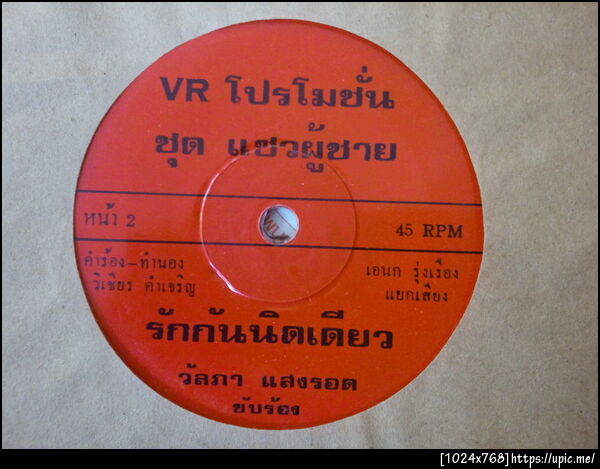 VR โปรโมชั่น
ชุด แซวผู้ชาย
หน้า 2
45 RPM
คำร้อง-ทำนอง
วิเชียร คำเจริญ
เอนก รุ่งเรือง
แยกเสียง
รักกันนิตเดียว
วัลภา แสงรอด
ขับร้อง
[1024x768]https://upic.me/